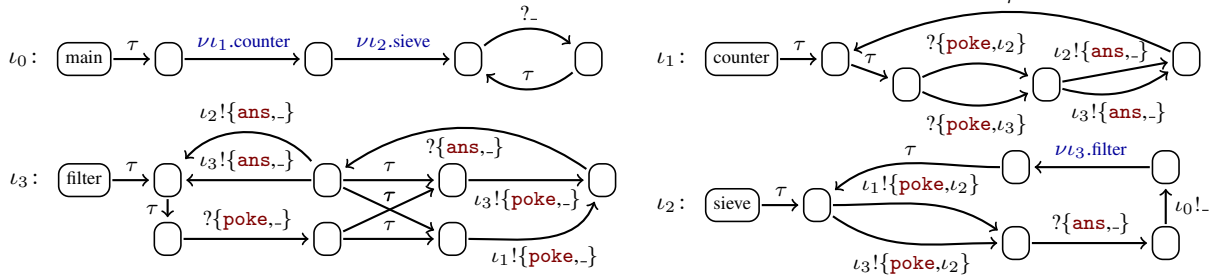 ι₀: main τ νι₁.counter νι₂.sieve ?_ τ
ι₁: counter τ τ ?{poke,ι₂} ?{poke,ι₃} ι₂!{ans,_} ι₃!{ans,_} τ
ι₃: filter τ ι₂!{ans,_} ι₃!{ans,_} τ ?{poke,_} τ τ τ ?{ans,_} ι₃!{poke,_} ι₁!{poke,_}
ι₂: sieve τ τ ι₁!{poke,ι₂} ι₃!{poke,ι₂} ?{ans,_} ι₀!_ νι₃.filter